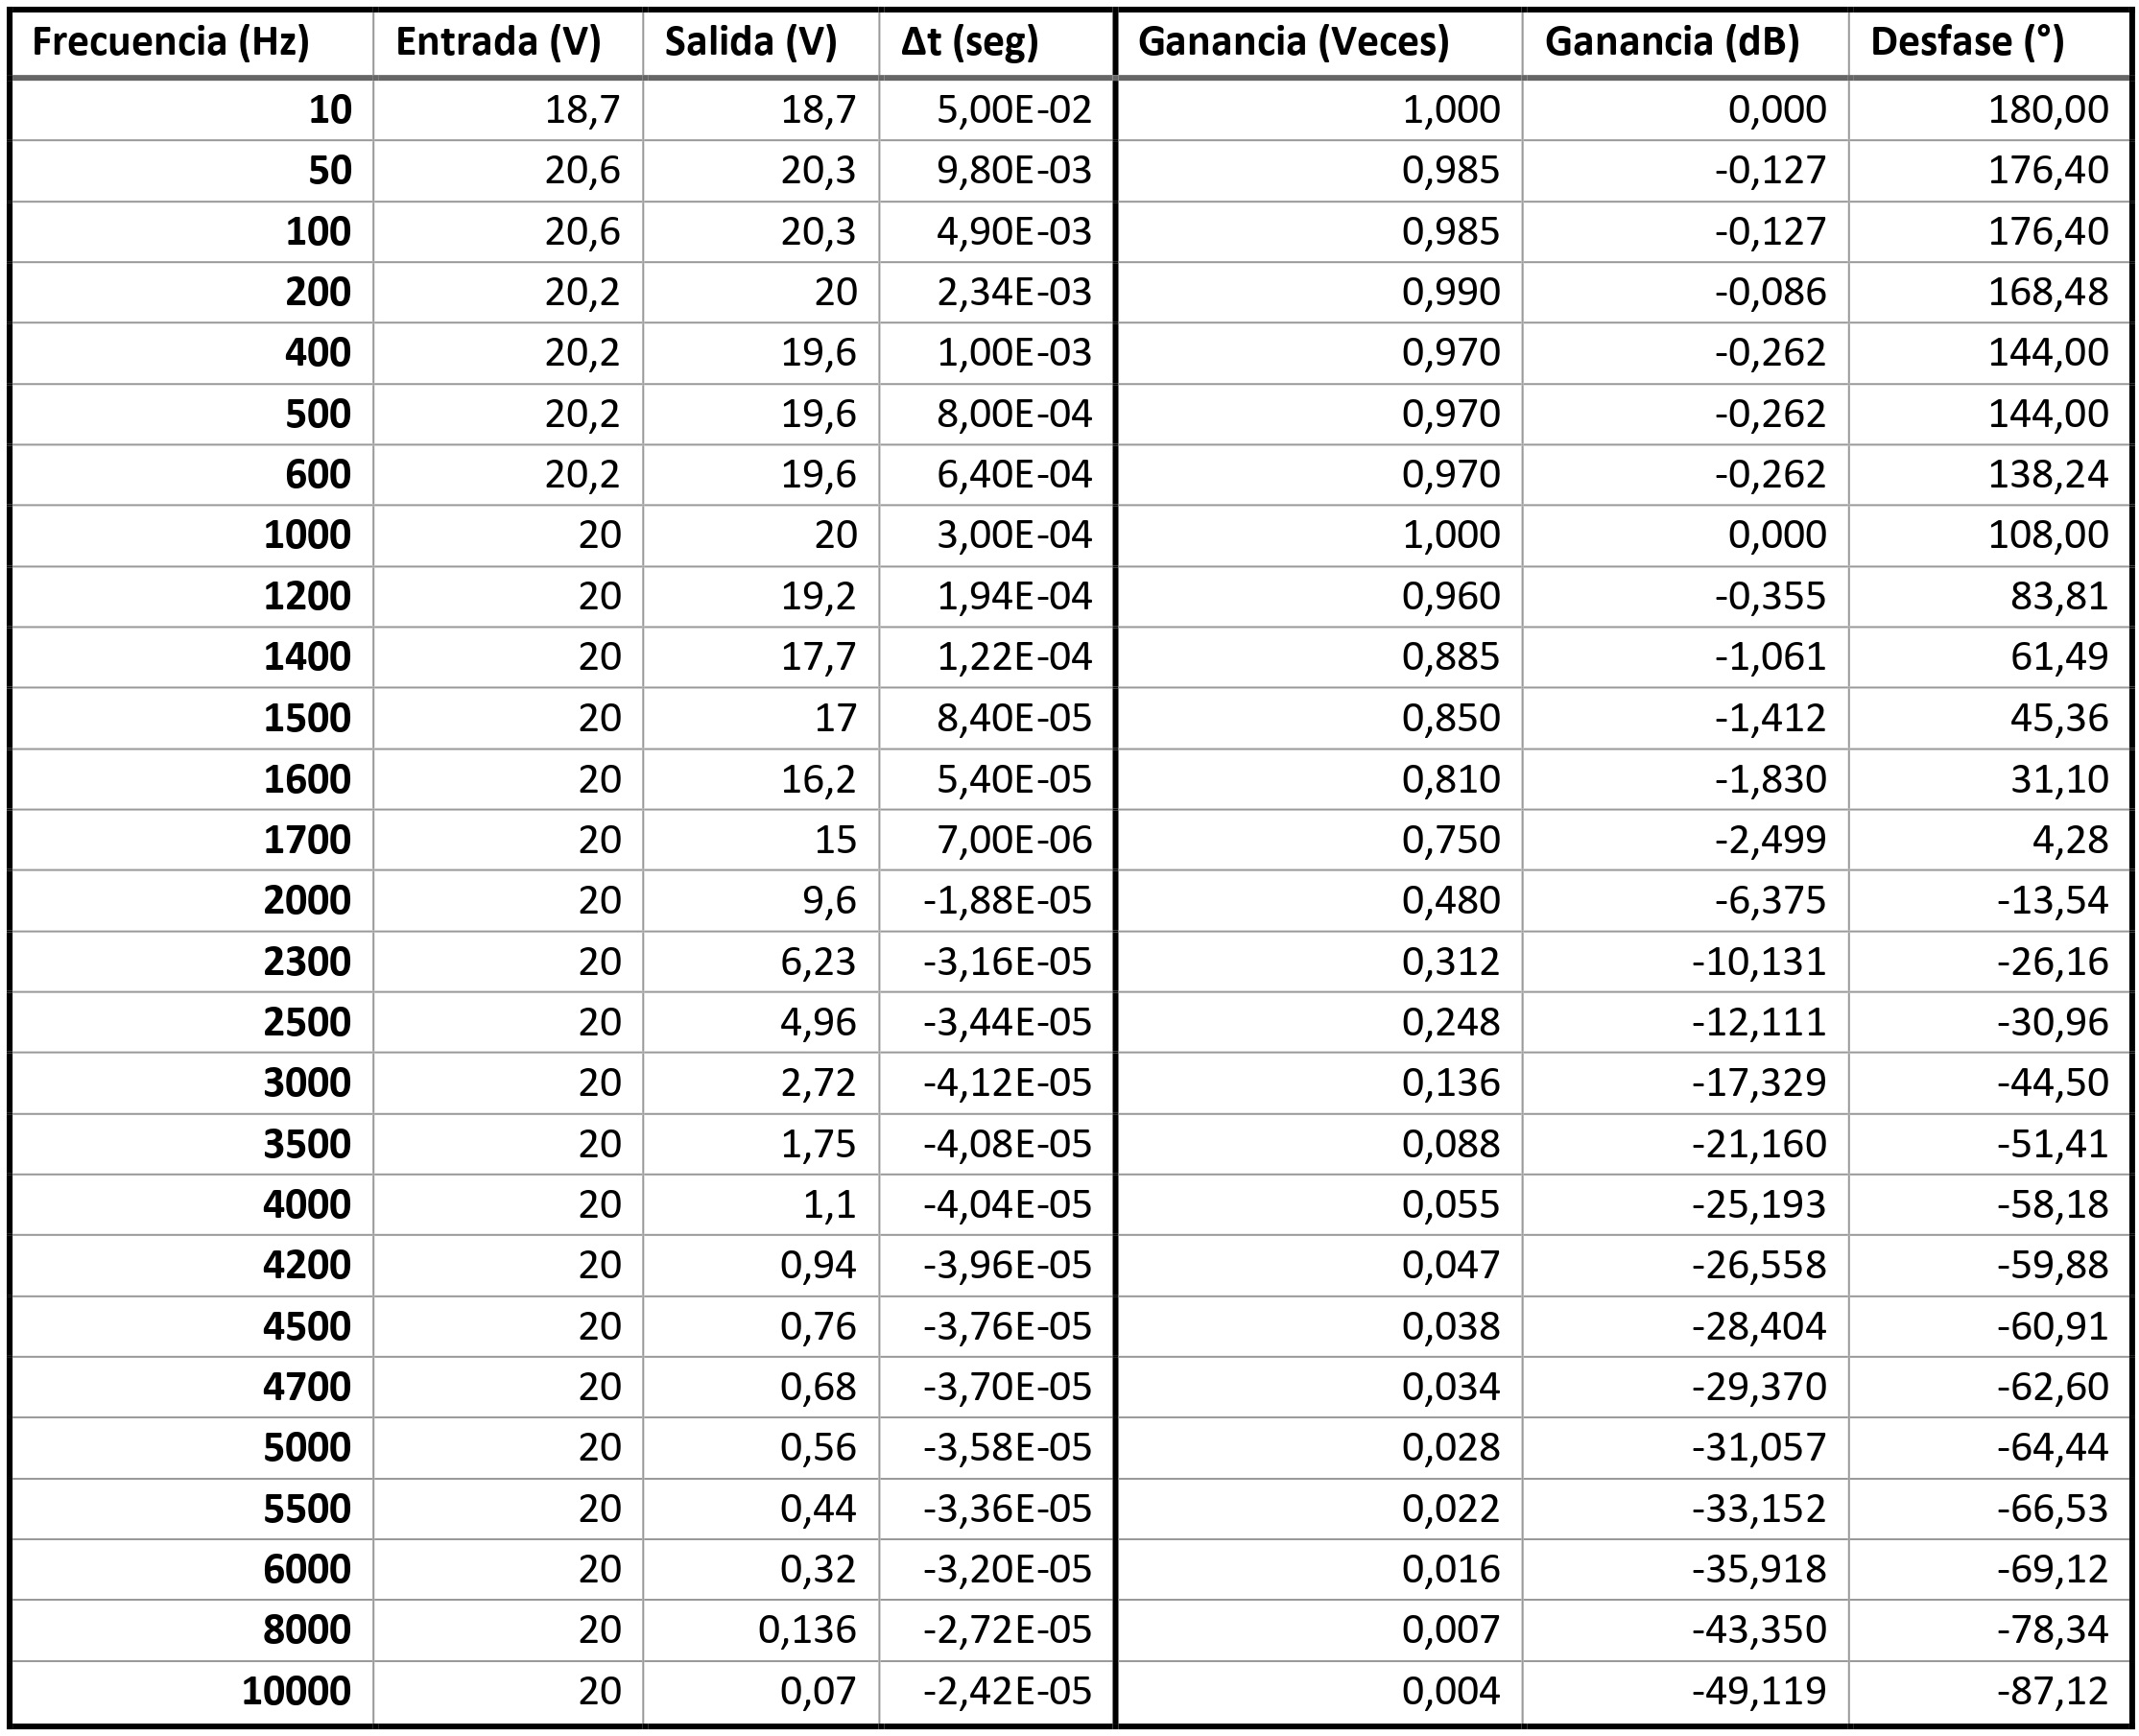 Frecuencia (Hz) Entrada (V) Salida (V) Δt (seg) Ganancia (Veces) Ganancia (dB) Desfase (°)
10 18,7 18,7 5,00E-02 1,000 0,000 180,00
50 20,6 20,3 9,80E-03 0,985 -0,127 176,40
100 20,6 20,3 4,90E-03 0,985 -0,127 176,40
200 20,2 20 2,34E-03 0,990 -0,086 168,48
400 20,2 19,6 1,00E-03 0,970 -0,262 144,00
500 20,2 19,6 8,00E-04 0,970 -0,262 144,00
600 20,2 19,6 6,40E-04 0,970 -0,262 138,24
1000 20 20 3,00E-04 1,000 0,000 108,00
1200 20 19,2 1,94E-04 0,960 -0,355 83,81
1400 20 17,7 1,22E-04 0,885 -1,061 61,49
1500 20 17 8,40E-05 0,850 -1,412 45,36
1600 20 16,2 5,40E-05 0,810 -1,830 31,10
1700 20 15 7,00E-06 0,750 -2,499 4,28
2000 20 9,6 -1,88E-05 0,480 -6,375 -13,54
2300 20 6,23 -3,16E-05 0,312 -10,131 -26,16
2500 20 4,96 -3,44E-05 0,248 -12,111 -30,96
3000 20 2,72 -4,12E-05 0,136 -17,329 -44,50
3500 20 1,75 -4,08E-05 0,088 -21,160 -51,41
4000 20 1,1 -4,04E-05 0,055 -25,193 -58,18
4200 20 0,94 -3,96E-05 0,047 -26,558 -59,88
4500 20 0,76 -3,76E-05 0,038 -28,404 -60,91
4700 20 0,68 -3,70E-05 0,034 -29,370 -62,60
5000 20 0,56 -3,58E-05 0,028 -31,057 -64,44
5500 20 0,44 -3,36E-05 0,022 -33,152 -66,53
6000 20 0,32 -3,20E-05 0,016 -35,918 -69,12
8000 20 0,136 -2,72E-05 0,007 -43,350 -78,34
10000 20 0,07 -2,42E-05 0,004 -49,119 -87,12